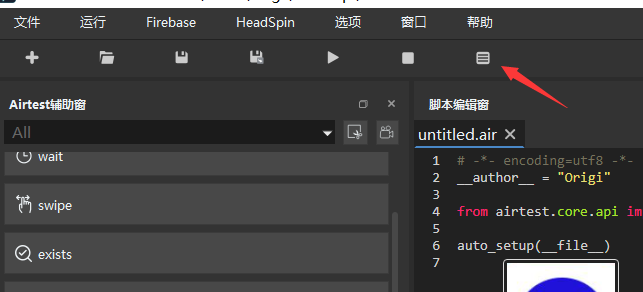 文件 运行 Firebase HeadSpin 选项 窗口 帮助
Airtest辅助窗
All
wait
swipe
exists
脚本编辑窗
untitled.air
1 # -*- encoding=utf8 -*-
2 __author__ = "Origi"
3
4 from airtest.core.api im
5
6 auto_setup(__file__)
7